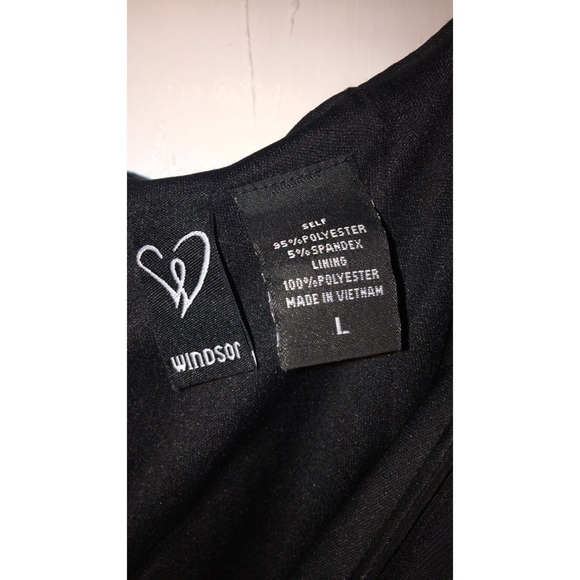 WINDSOR
SELF
95%POLYESTER
5%SPANDEX
LINING
100%POLYESTER
MADE IN VIETNAM
L